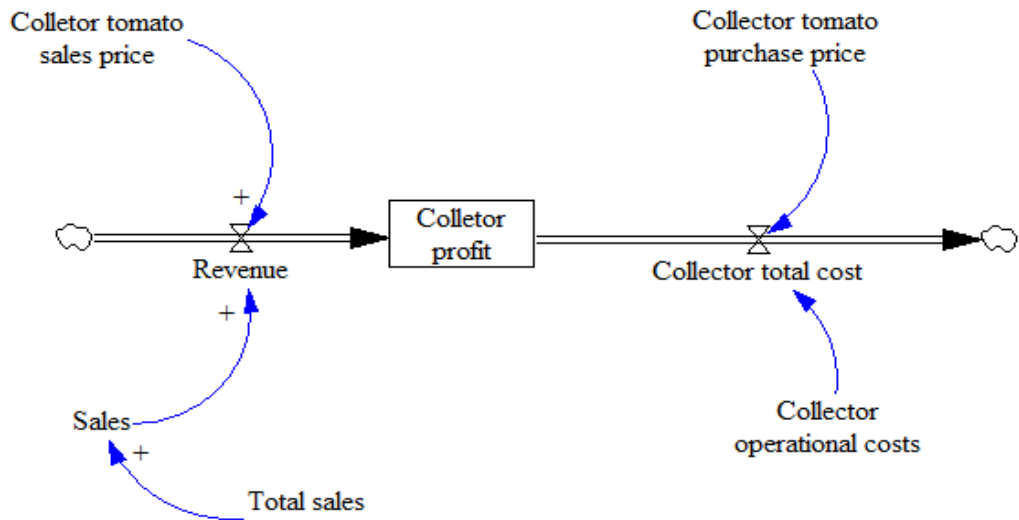 Colletor tomato
sales price
Collector tomato
purchase price
+
Colletor
profit
Revenue
Collector total cost
+
Sales
+
Collector
operational costs
Total sales